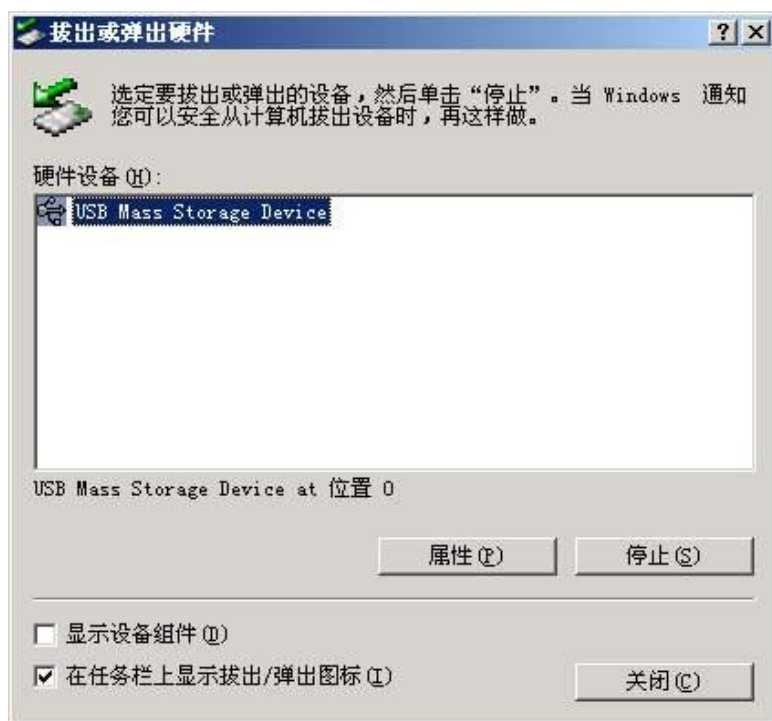 拔出或弹出硬件
选定要拔出或弹出的设备，然后单击“停止”。当 Windows 通知
您可以安全从计算机拔出设备时，再这样做。
硬件设备(H):
USB Mass Storage Device
USB Mass Storage Device at 位置 0
属性(P)
停止(S)
显示设备组件(D)
在任务栏上显示拔出/弹出图标(I)
关闭(C)